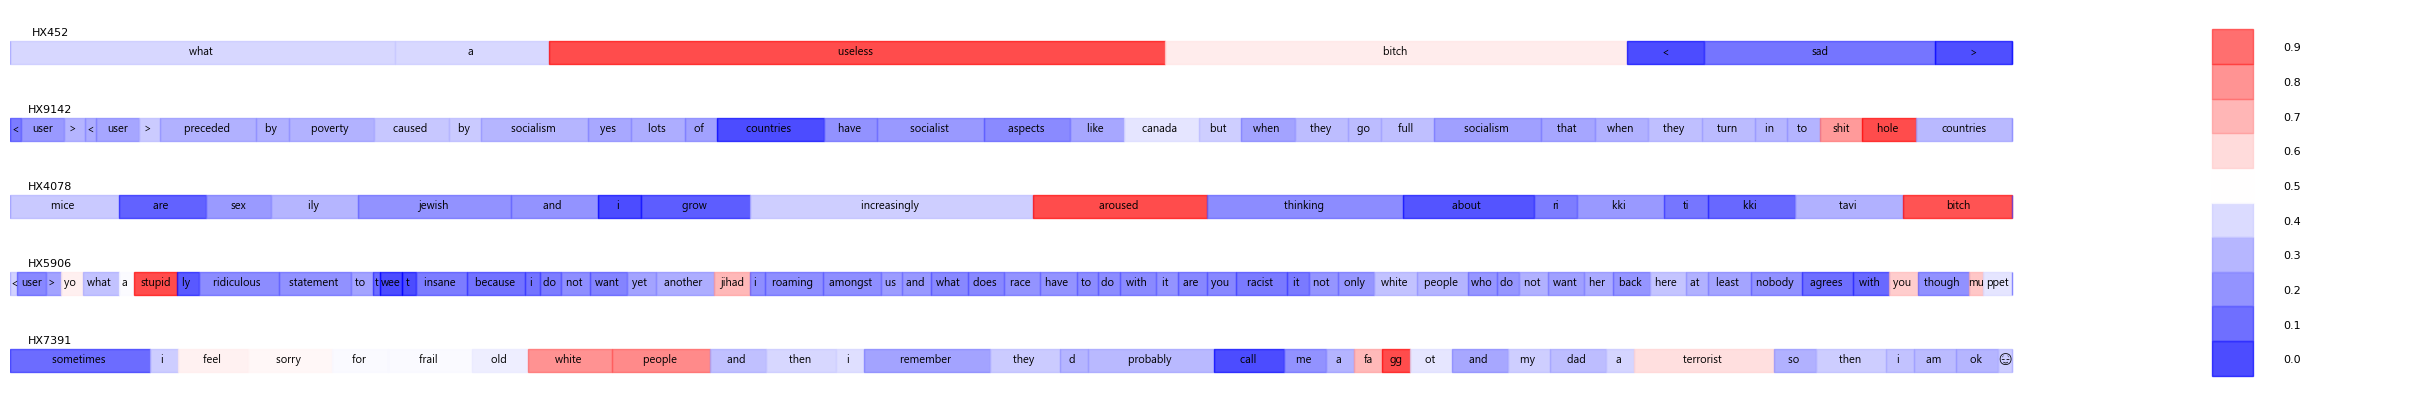 HX452
what a useless bitch < sad >
HX9142
< user > < user > preceded by poverty caused by socialism yes lots of countries have socialist aspects like canada but when they go full socialism that when they turn in to shit hole countries
HX4078
mice are sex ily jewish and i grow increasingly aroused thinking about ri kki ti kki tavi bitch
HX5906
< user > yo what a stupid ly ridiculous statement to t wee t insane because i do not want yet another jihad i roaming amongst us and what does race have to do with it are you racist it not only white people who do not want her back here at least nobody agrees with you though mu ppet
HX7391
sometimes i feel sorry for frail old white people and then i remember they d probably call me a fa gg ot and my dad a terrorist so then i am ok 😑
0.9
0.8
0.7
0.6
0.5
0.4
0.3
0.2
0.1
0.0